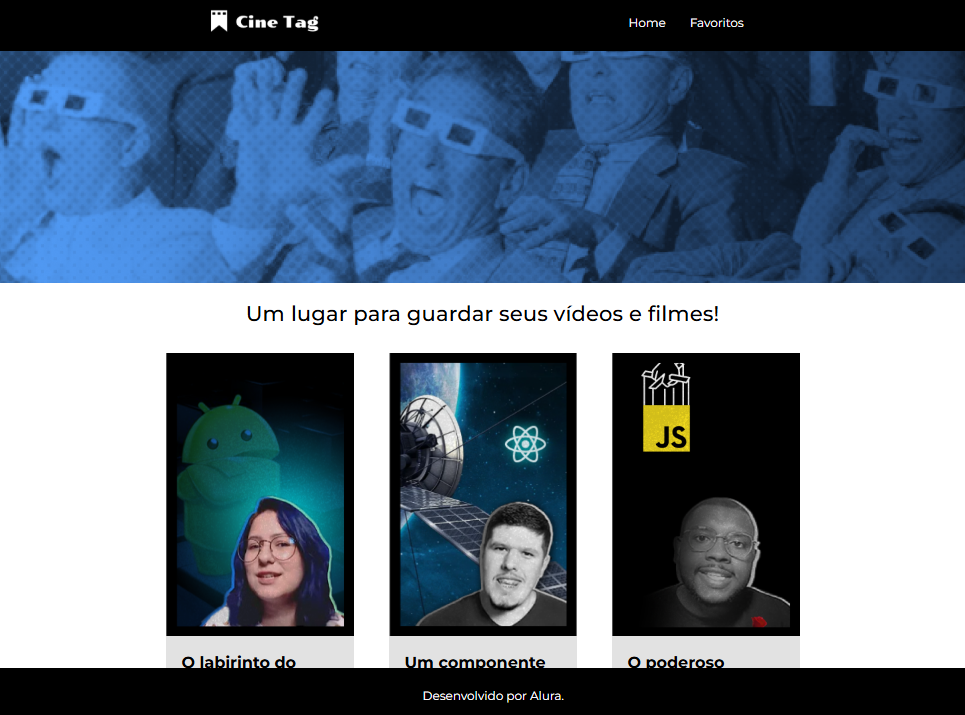 Cine Tag
Home
Favoritos
Um lugar para guardar seus vídeos e filmes!
JS
O labirinto do
Um componente
O poderoso
Desenvolvido por Alura.